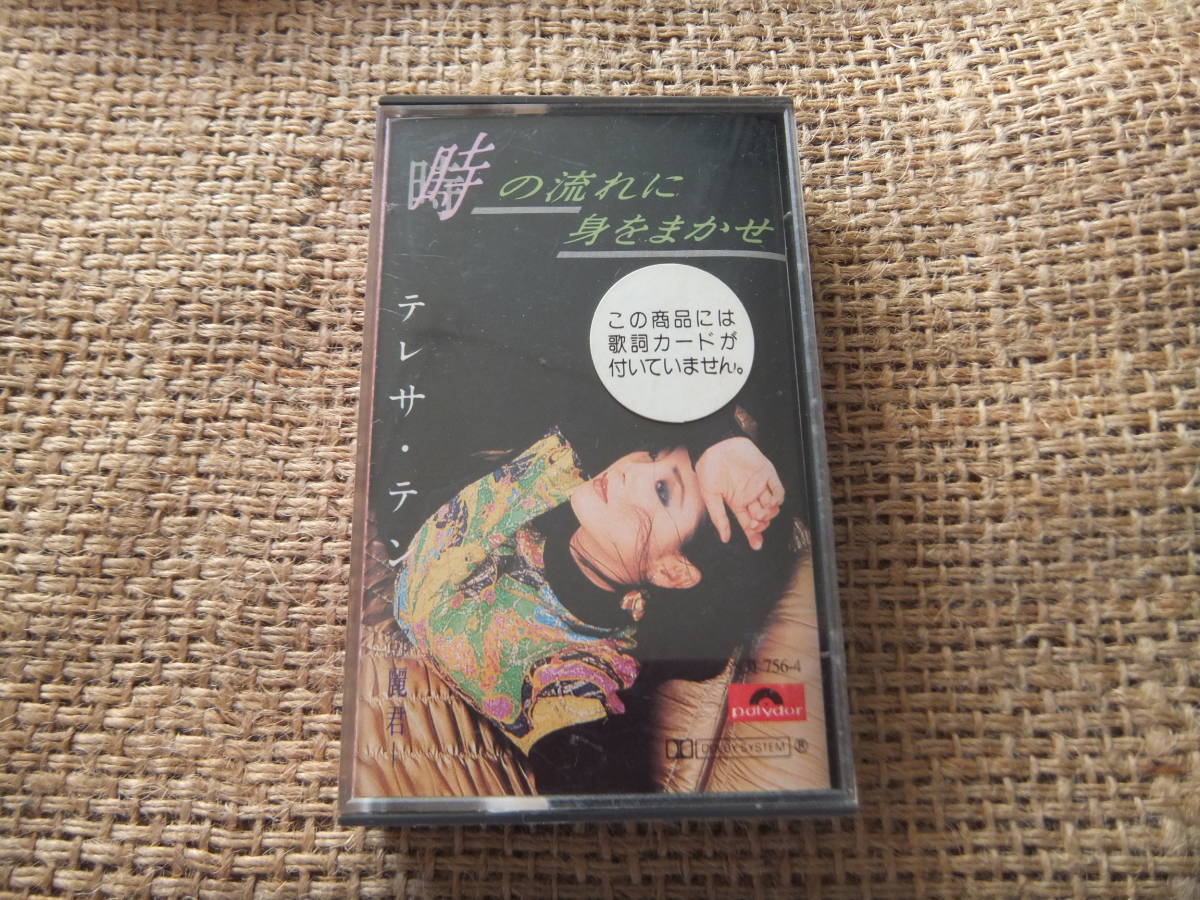 時の流れに
身をまかせ
テレサ・テン
麗君
この商品には
歌詞カードが
付いていません。
756-4
polydor
DOLBY SYSTEM ®